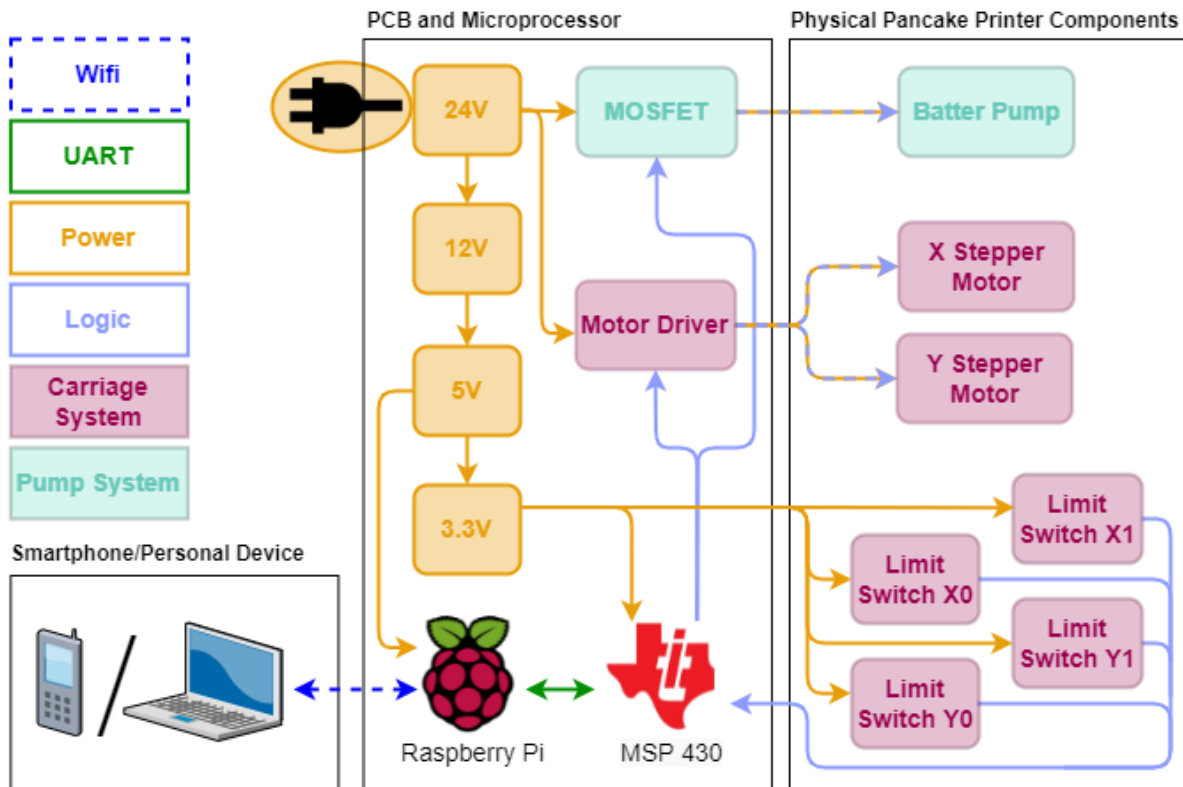 PCB and Microprocessor
Physical Pancake Printer Components
Wifi
UART
Power
Logic
Carriage
System
Pump System
24V
MOSFET
Batter Pump
12V
X Stepper
Motor
Motor Driver
Y Stepper
Motor
5V
3.3V
Limit
Switch X1
Limit
Switch X0
Limit
Switch Y1
Limit
Switch Y0
Smartphone/Personal Device
/
Raspberry Pi
MSP 430